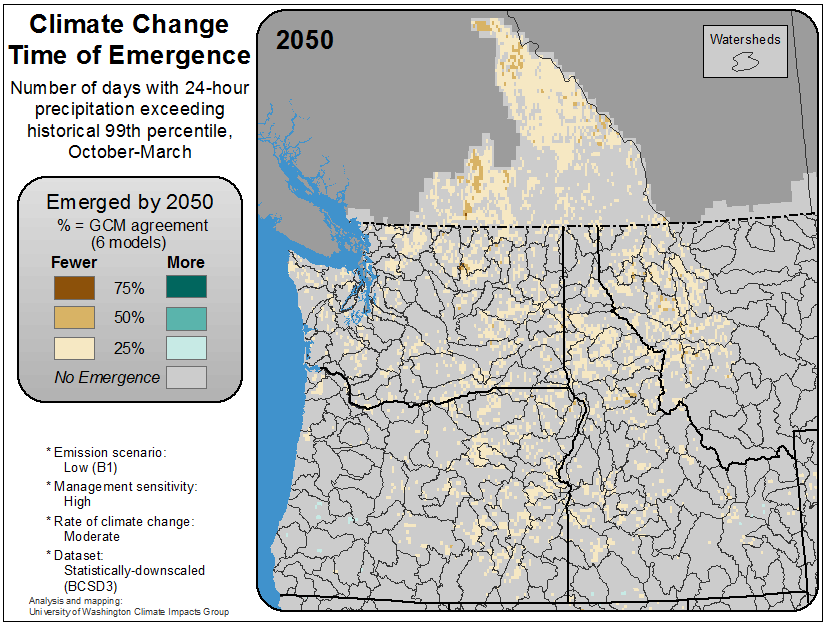 Climate Change
Time of Emergence
Number of days with 24-hour
precipitation exceeding
historical 99th percentile,
October-March
Emerged by 2050
% = GCM agreement
(6 models)
Fewer More
75%
50%
25%
No Emergence
* Emission scenario:
Low (B1)
* Management sensitivity:
High
* Rate of climate change:
Moderate
* Dataset:
Statistically-downscaled
(BCSD3)
Analysis and mapping:
University of Washington Climate Impacts Group
2050
Watersheds